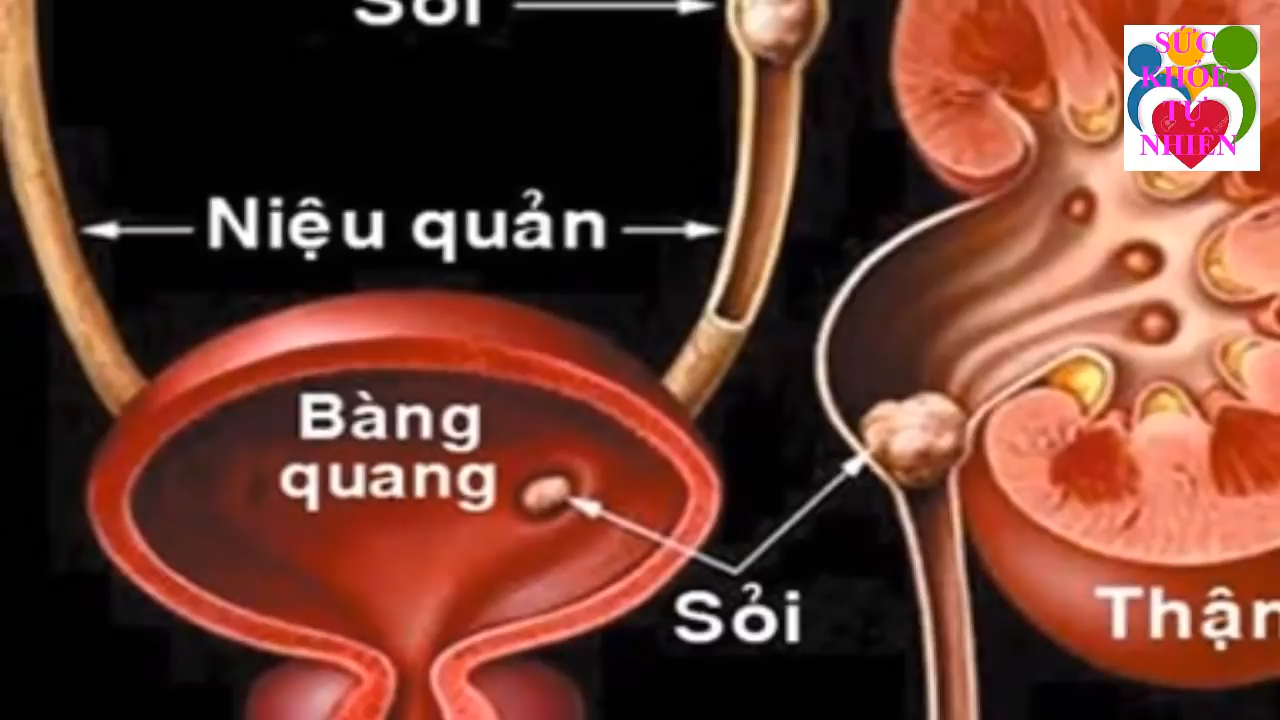 Sỏi
SỨC
KHỎE
TỰ
NHIÊN
Niệu quản
Bàng
quang
Sỏi
Thận